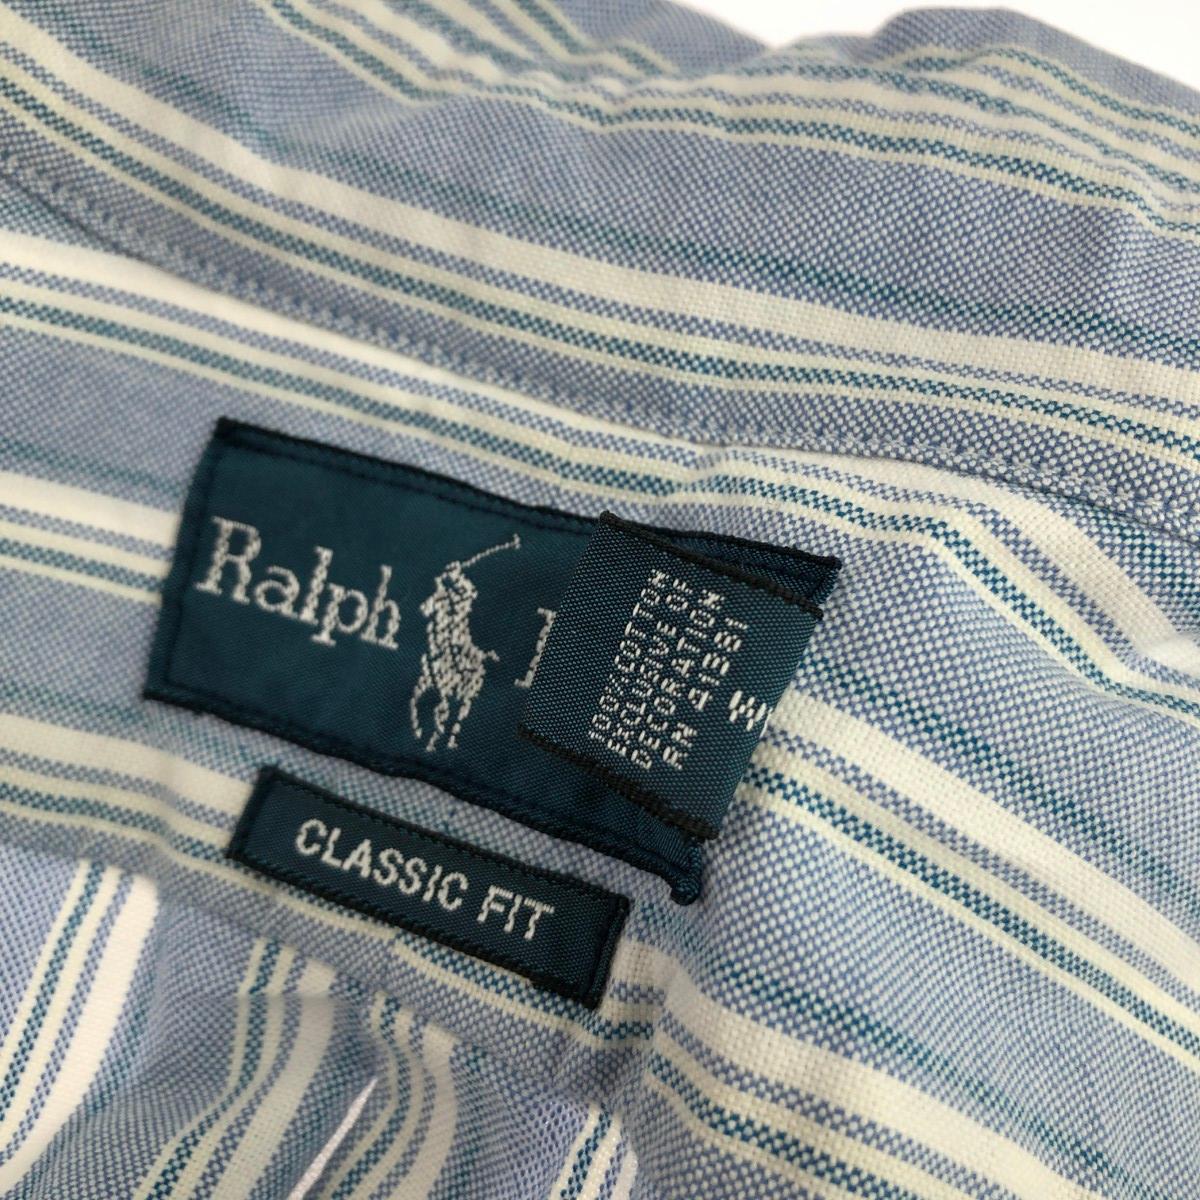 Ralph
CLASSIC FIT
100% COTTON
EXCLUSIVE OF
DECORATION
RN 41381